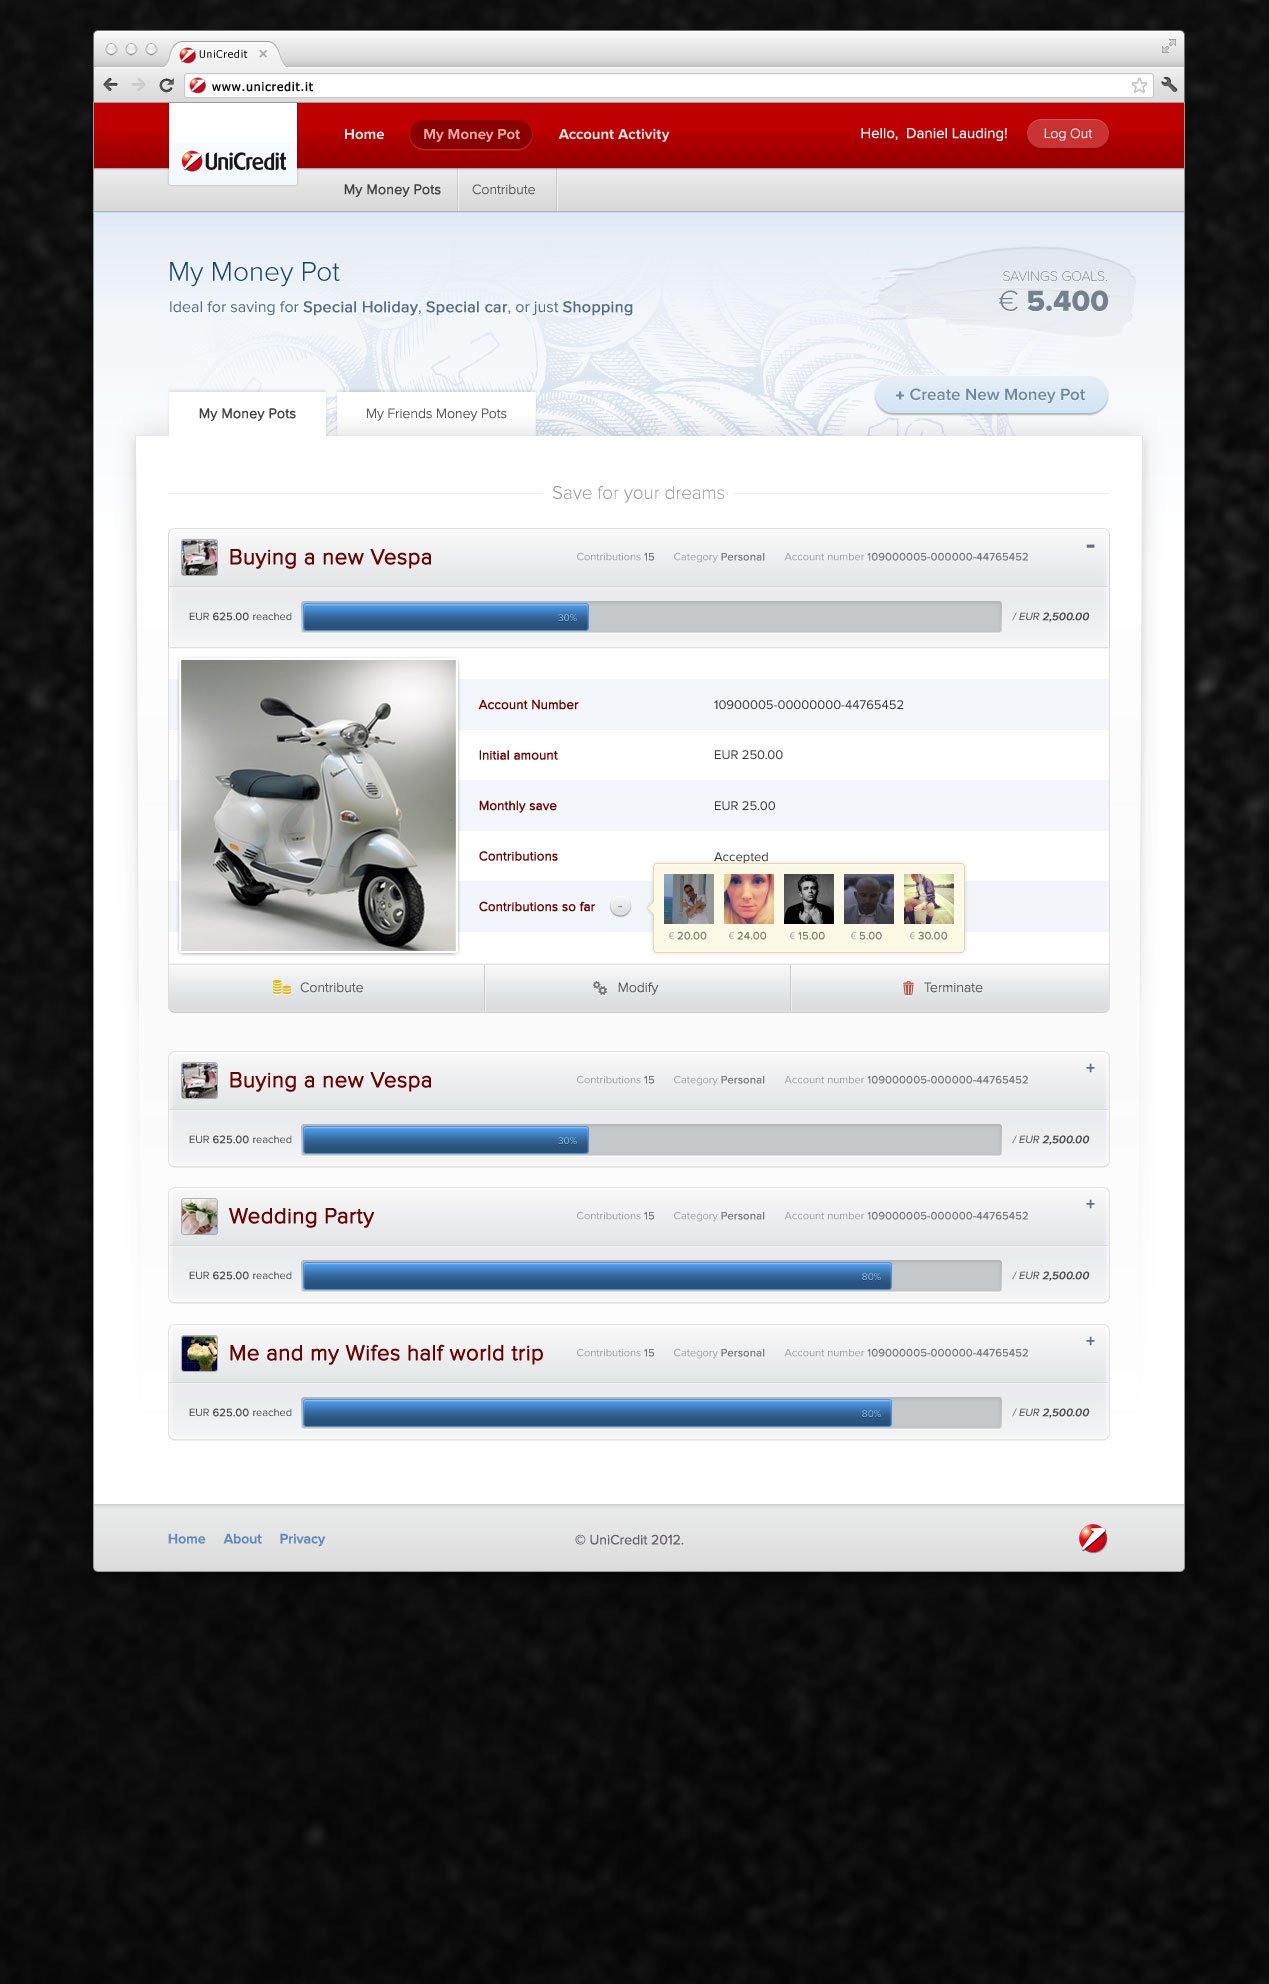 UniCredit
www.unicredit.it
UniCredit
Home My Money Pot Account Activity Hello, Daniel Lauding! Log Out
My Money Pots Contribute
My Money Pot
Ideal for saving for Special Holiday, Special car, or just Shopping
SAVINGS GOALS.
€ 5.400
+ Create New Money Pot
My Money Pots My Friends Money Pots
Save for your dreams
Buying a new Vespa Contributions 15 Category Personal Account number 109000005-000000-44765452 -
EUR 625.00 reached 30% / EUR 2,500.00
Account Number 10900005-00000000-44765452
Initial amount EUR 250.00
Monthly save EUR 25.00
Contributions Accepted
Contributions so far -
€ 20.00 € 24.00 € 15.00 € 5.00 € 30.00
Contribute Modify Terminate
Buying a new Vespa Contributions 15 Category Personal Account number 109000005-000000-44765452 +
EUR 625.00 reached 30% / EUR 2,500.00
Wedding Party Contributions 15 Category Personal Account number 109000005-000000-44765452 +
EUR 625.00 reached 80% / EUR 2,500.00
Me and my Wifes half world trip Contributions 15 Category Personal Account number 109000005-000000-44765452 +
EUR 625.00 reached 80% / EUR 2,500.00
Home About Privacy © UniCredit 2012.